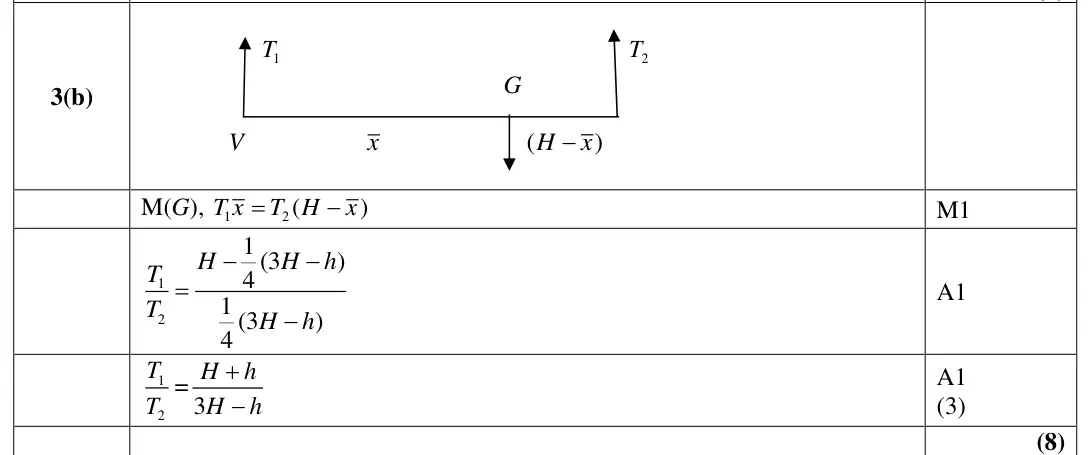 T₁ T₂
G
3(b)
V x̅ (H − x̅)
M(G), T₁x̅ = T₂(H − x̅) M1
T₁/T₂ = (H − 1/4(3H − h))/(1/4(3H − h)) A1
T₁/T₂ = (H + h)/(3H − h) A1
(3)
(8)